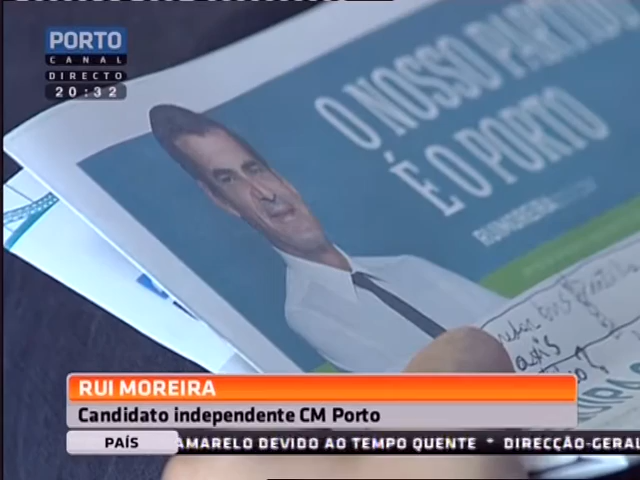 PORTO
CANAL
DIRECTO
20:32
O NOSSO PARTIDO
É O PORTO
RUIMOREIRA
RUI MOREIRA
Candidato independente CM Porto
PAÍS
AMARELO DEVIDO AO TEMPO QUENTE * DIRECÇÃO-GERAL